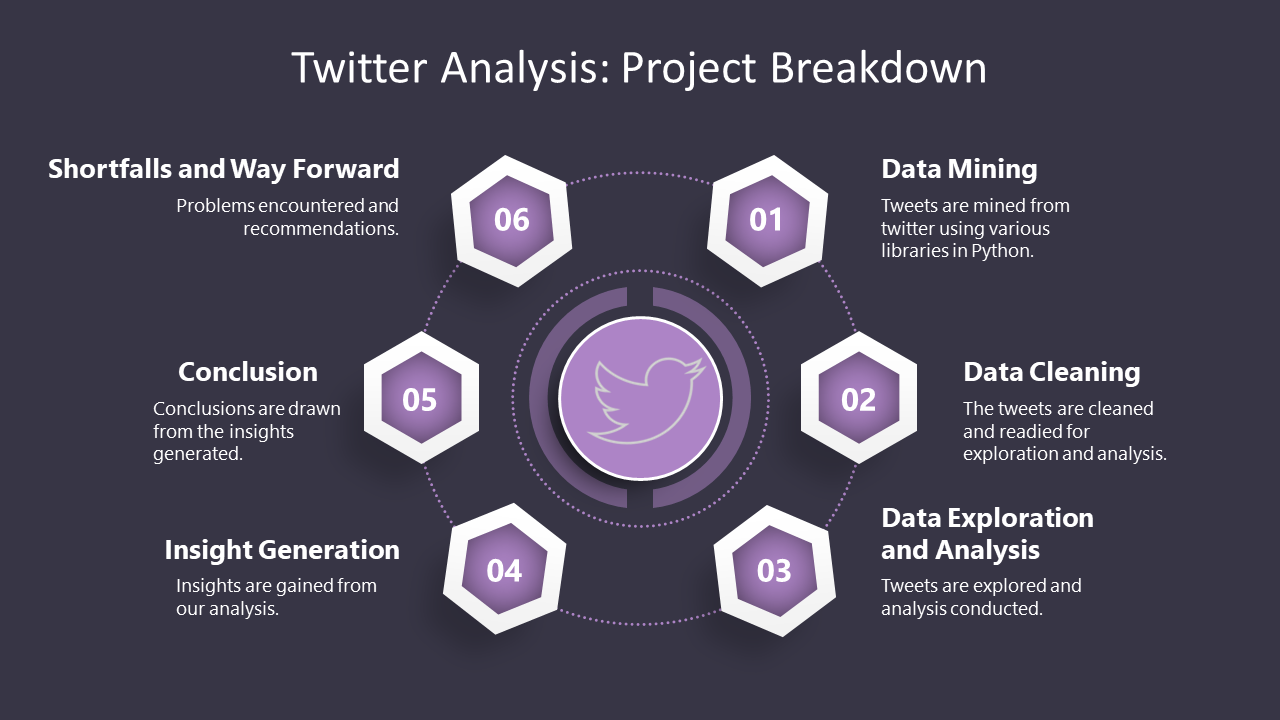 Twitter Analysis: Project Breakdown
Shortfalls and Way Forward
Problems encountered and
recommendations.
06
01
Data Mining
Tweets are mined from
twitter using various
libraries in Python.
Conclusion
Conclusions are drawn
from the insights
generated.
05
02
Data Cleaning
The tweets are cleaned
and readied for
exploration and analysis.
Insight Generation
Insights are gained from
our analysis.
04
03
Data Exploration
and Analysis
Tweets are explored and
analysis conducted.